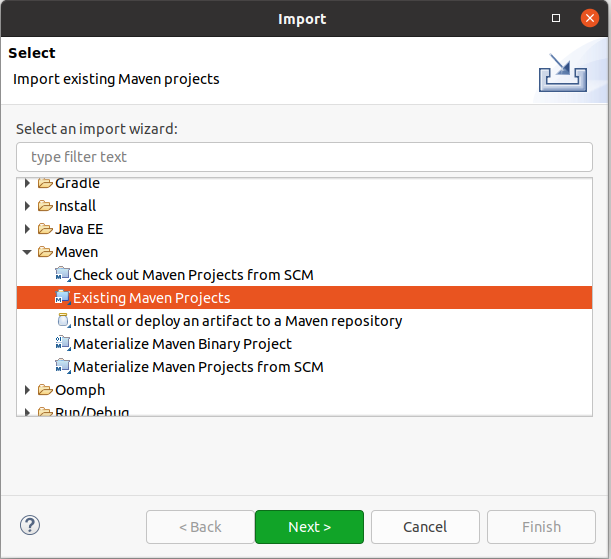 Import
Select
Import existing Maven projects
Select an import wizard:
type filter text
Gradle
Install
Java EE
Maven
Check out Maven Projects from SCM
Existing Maven Projects
Install or deploy an artifact to a Maven repository
Materialize Maven Binary Project
Materialize Maven Projects from SCM
Oomph
Run/Debug
?
< Back
Next >
Cancel
Finish